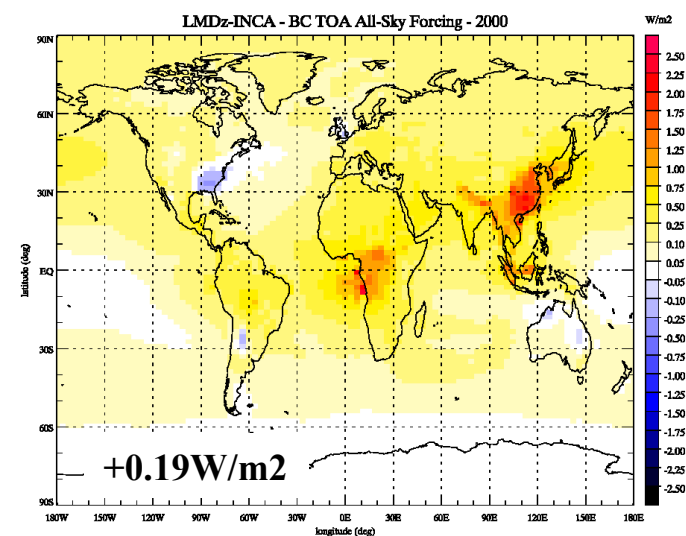 LMDz-INCA - BC TOA All-Sky Forcing - 2000
W/m2
90N
60N
30N
EQ
30S
60S
90S
latitude (deg)
2.50
2.25
2.00
1.75
1.50
1.25
1.00
0.75
0.50
0.25
0.10
0.05
-0.05
-0.10
-0.25
-0.50
-0.75
-1.00
-1.25
-1.50
-1.75
-2.00
-2.25
-2.50
+0.19W/m2
180W 150W 120W 90W 60W 30W 0E 30E 60E 90E 120E 150E 180E
longitude (deg)